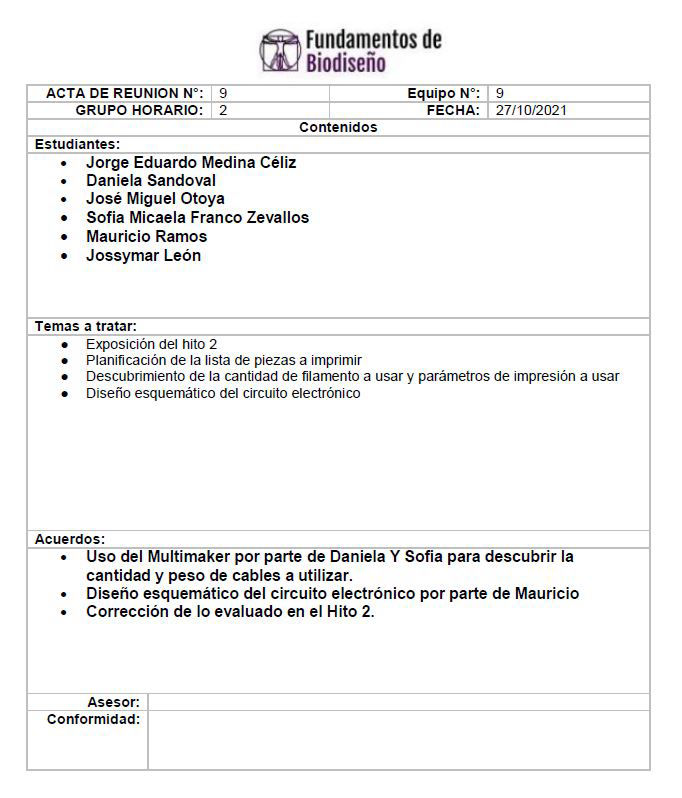 Fundamentos de
Biodiseño
ACTA DE REUNION N°: 9 Equipo N°: 9
GRUPO HORARIO: 2 FECHA: 27/10/2021
Contenidos
Estudiantes:
• Jorge Eduardo Medina Céliz
• Daniela Sandoval
• José Miguel Otoya
• Sofia Micaela Franco Zevallos
• Mauricio Ramos
• Jossymar León
Temas a tratar:
• Exposición del hito 2
• Planificación de la lista de piezas a imprimir
• Descubrimiento de la cantidad de filamento a usar y parámetros de impresión a usar
• Diseño esquemático del circuito electrónico
Acuerdos:
• Uso del Multimaker por parte de Daniela Y Sofia para descubrir la
cantidad y peso de cables a utilizar.
• Diseño esquemático del circuito electrónico por parte de Mauricio
• Corrección de lo evaluado en el Hito 2.
Asesor:
Conformidad: